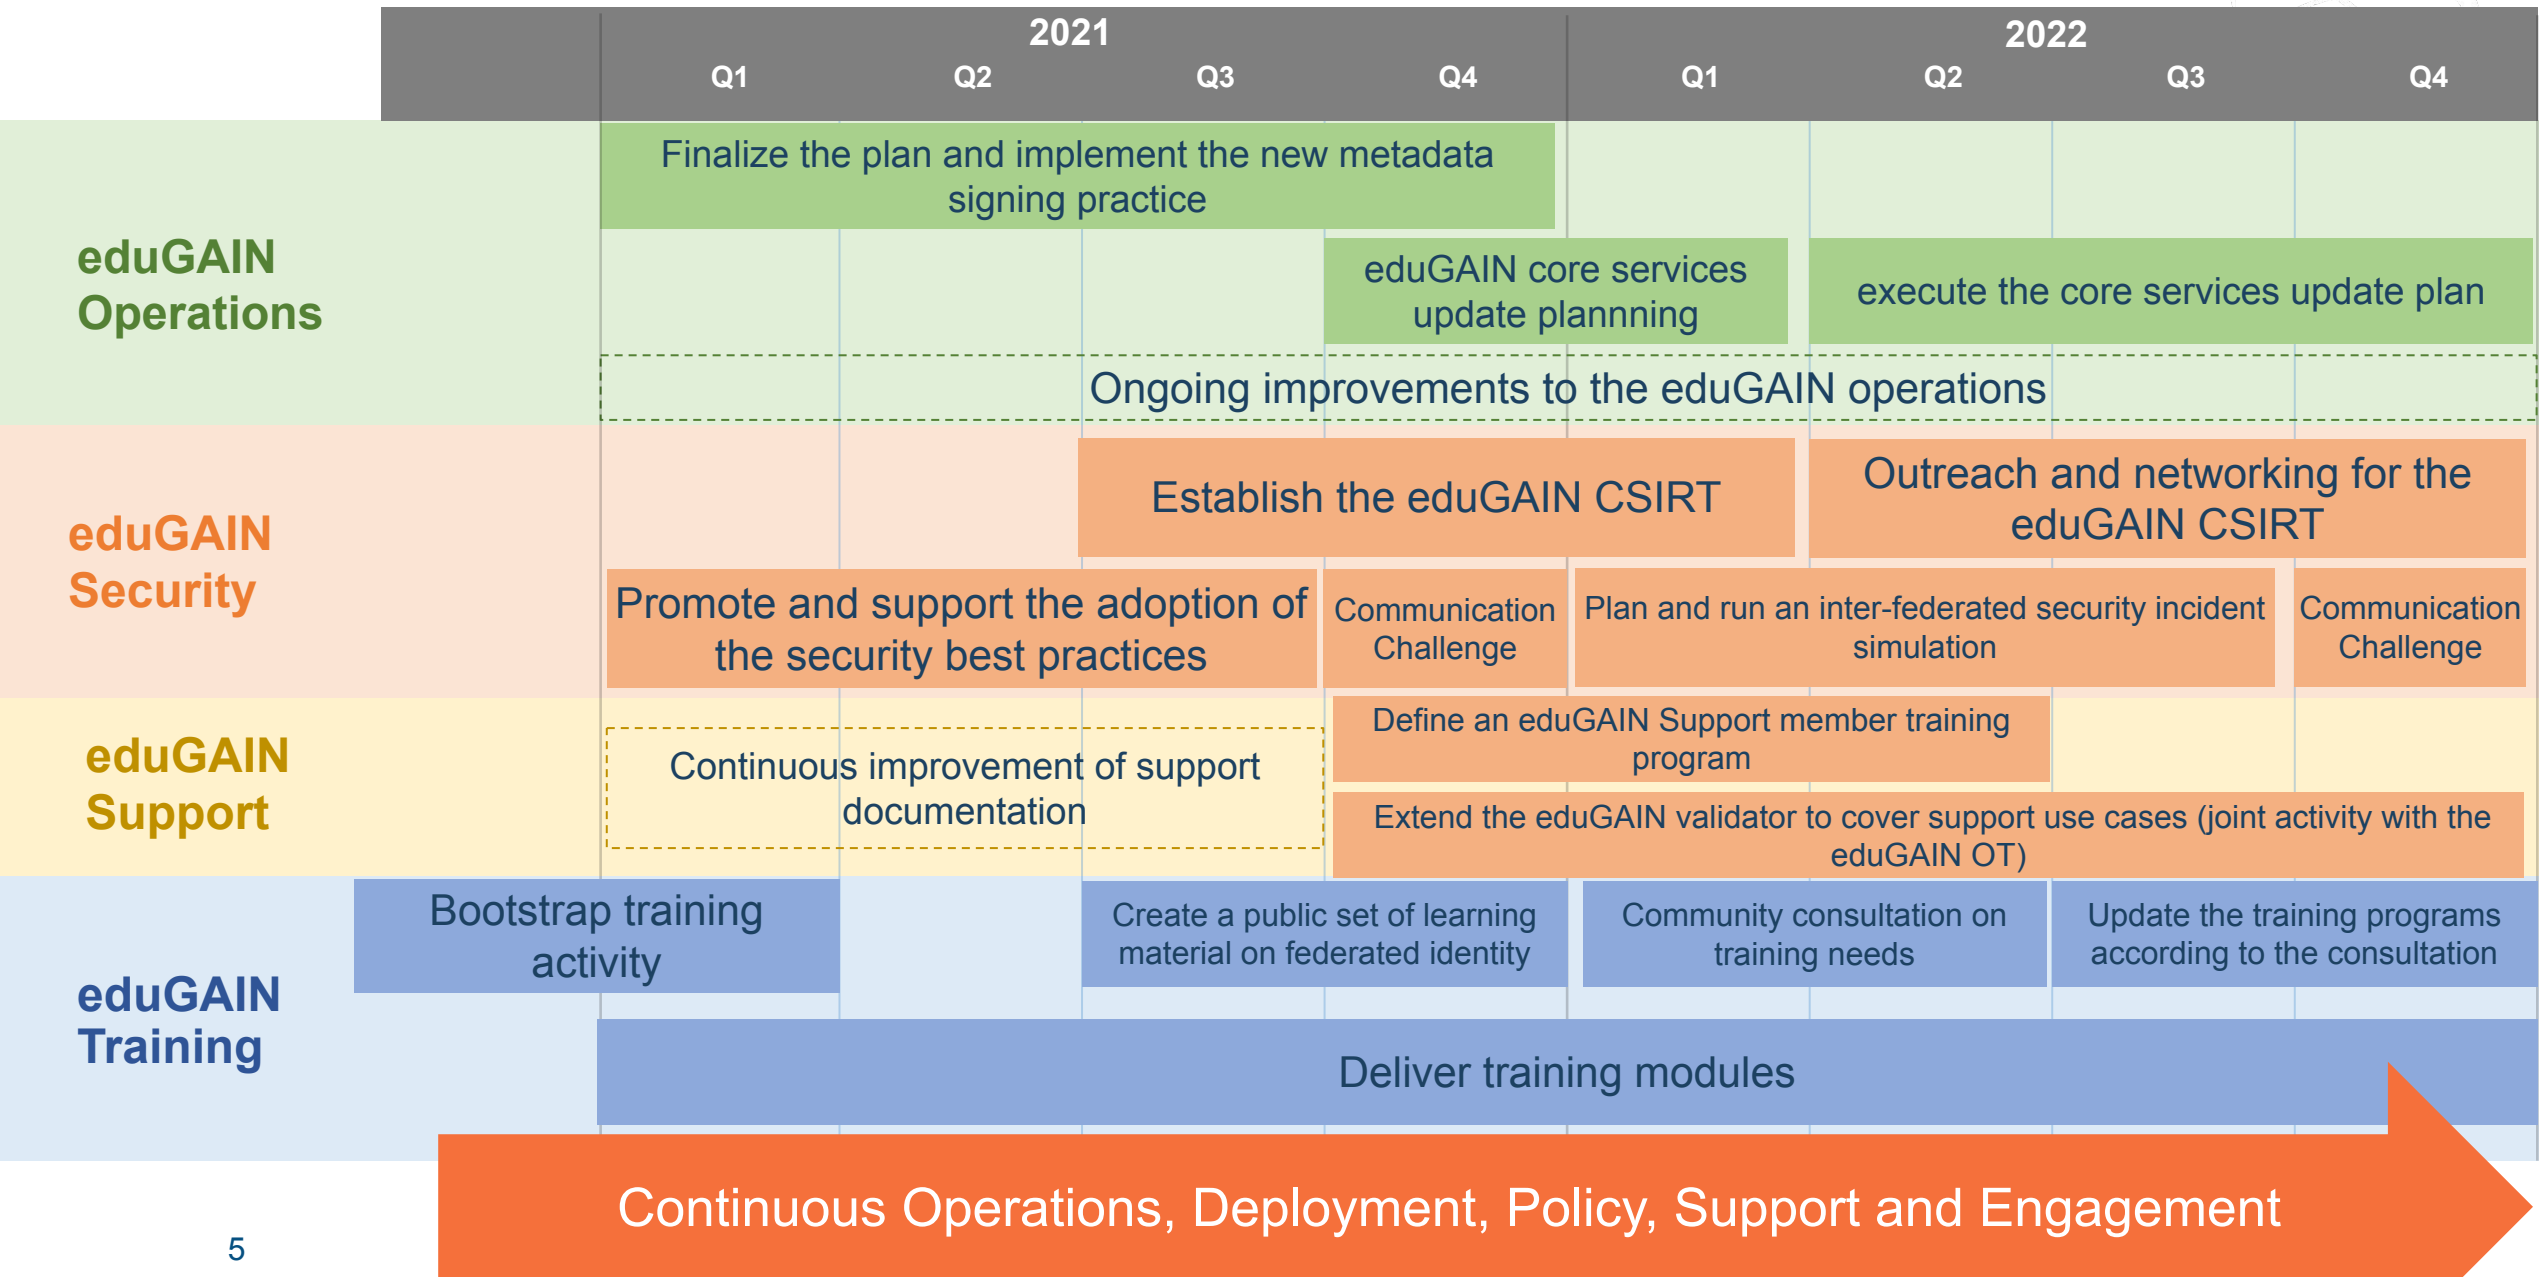 2021
2022
Q1
Q2
Q3
Q4
Q1
Q2
Q3
Q4
eduGAIN
Operations
Finalize the plan and implement the new metadata
signing practice
eduGAIN core services
update plannning
execute the core services update plan
Ongoing improvements to the eduGAIN operations
eduGAIN
Security
Establish the eduGAIN CSIRT
Outreach and networking for the
eduGAIN CSIRT
Promote and support the adoption of
the security best practices
Communication
Challenge
Plan and run an inter-federated security incident
simulation
Communication
Challenge
eduGAIN
Support
Continuous improvement of support
documentation
Define an eduGAIN Support member training
program
Extend the eduGAIN validator to cover support use cases (joint activity with the
eduGAIN OT)
eduGAIN
Training
Bootstrap training
activity
Create a public set of learning
material on federated identity
Community consultation on
training needs
Update the training programs
according to the consultation
Deliver training modules
Continuous Operations, Deployment, Policy, Support and Engagement
5